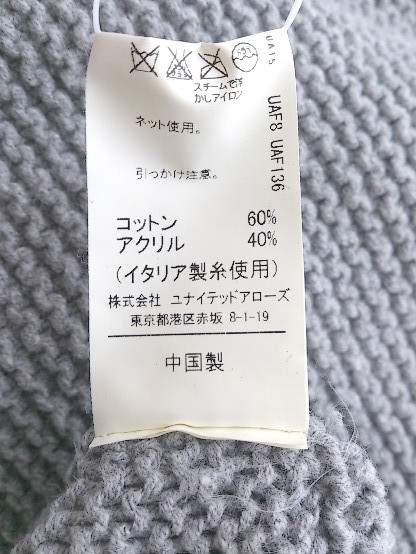 UA15
スチームで浮
かしアイロン
UAF8 UAF136
ネット使用。
引っかけ注意。
コットン 60%
アクリル 40%
(イタリア製糸使用)
株式会社 ユナイテッドアローズ
東京都港区赤坂 8-1-19
中国製